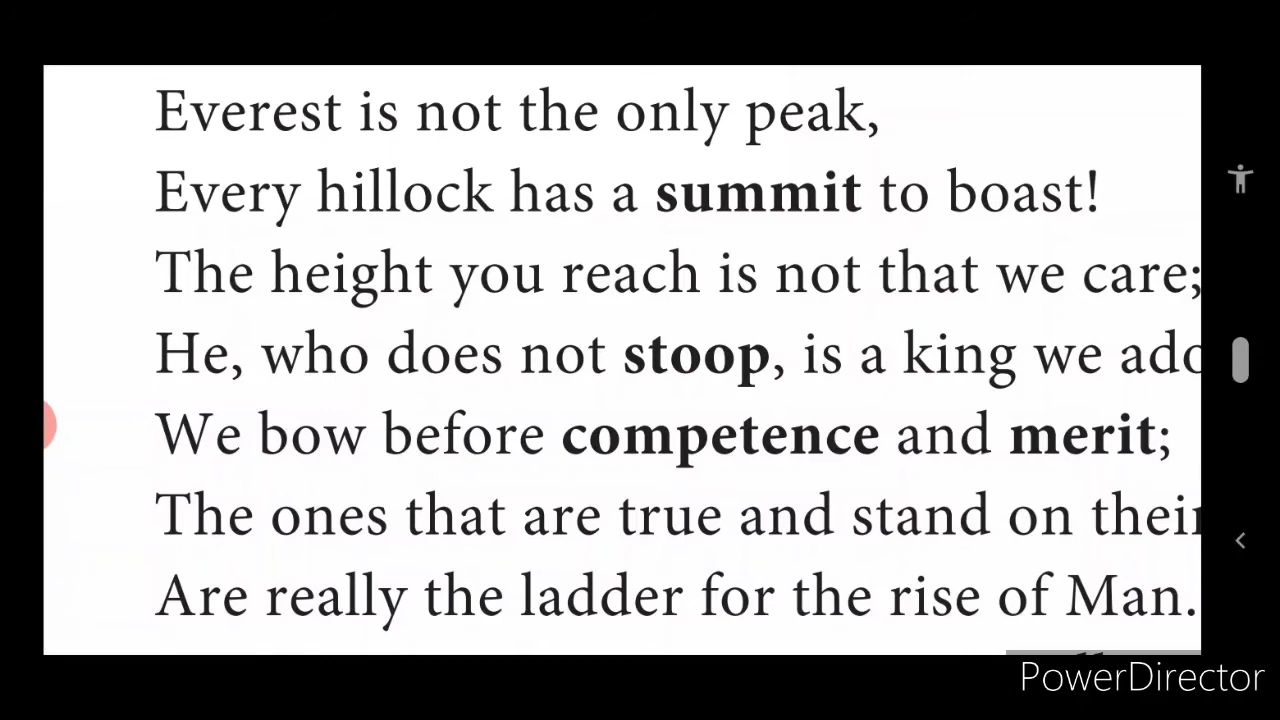 Everest is not the only peak,
Every hillock has a summit to boast!
The height you reach is not that we care;
He, who does not stoop, is a king we ado
We bow before competence and merit;
The ones that are true and stand on their
Are really the ladder for the rise of Man.
PowerDirector